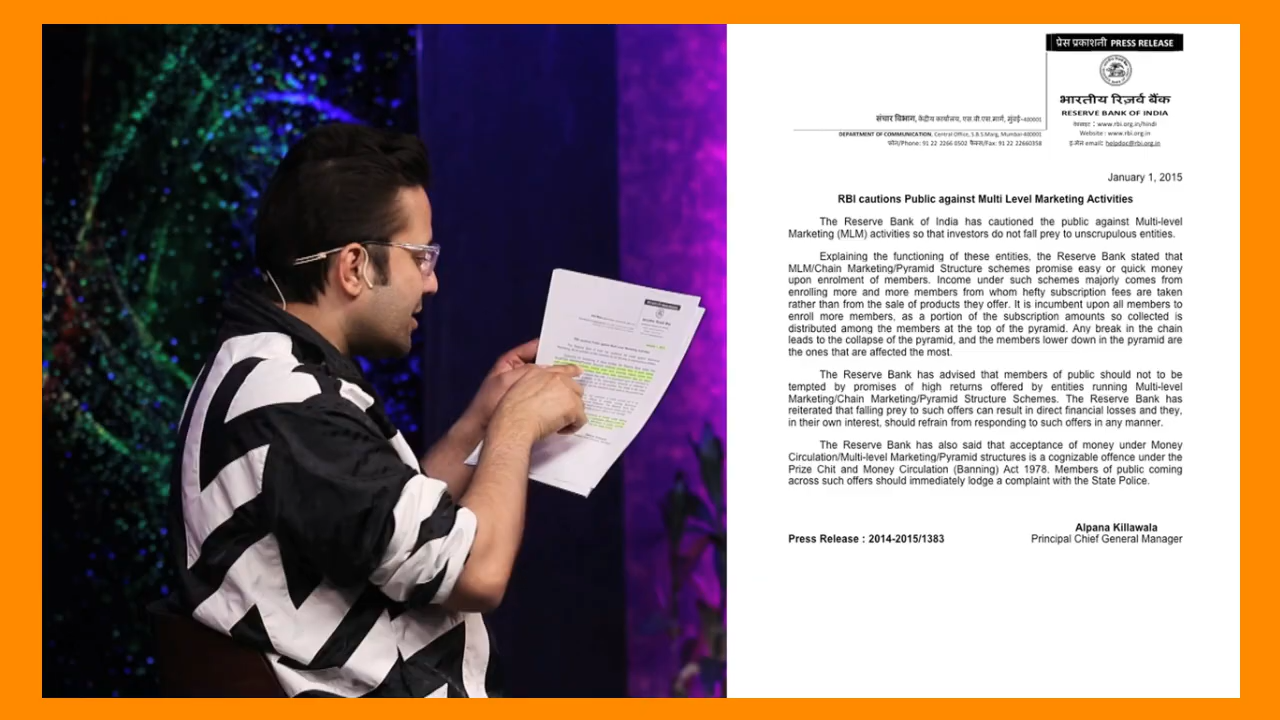 प्रेस प्रकाशनी PRESS RELEASE
भारतीय रिज़र्व बैंक
RESERVE BANK OF INDIA
वेबसाइट : www.rbi.org.in/hindi
Website : www.rbi.org.in
इ-मेल email: helpdoc@rbi.org.in
संचार विभाग, केंद्रीय कार्यालय, एस.बी.एस.मार्ग, मुंबई-400001
DEPARTMENT OF COMMUNICATION, Central Office, S.B.S.Marg, Mumbai-400001
फोन/Phone: 91 22 2266 0502 फैक्स/Fax: 91 22 22660358
January 1, 2015
RBI cautions Public against Multi Level Marketing Activities
The Reserve Bank of India has cautioned the public against Multi-level
Marketing (MLM) activities so that investors do not fall prey to unscrupulous entities.
Explaining the functioning of these entities, the Reserve Bank stated that
MLM/Chain Marketing/Pyramid Structure schemes promise easy or quick money
upon enrolment of members. Income under such schemes majorly comes from
enrolling more and more members from whom hefty subscription fees are taken
rather than from the sale of products they offer. It is incumbent upon all members to
enroll more members, as a portion of the subscription amounts so collected is
distributed among the members at the top of the pyramid. Any break in the chain
leads to the collapse of the pyramid, and the members lower down in the pyramid are
the ones that are affected the most.
The Reserve Bank has advised that members of public should not to be
tempted by promises of high returns offered by entities running Multi-level
Marketing/Chain Marketing/Pyramid Structure Schemes. The Reserve Bank has
reiterated that falling prey to such offers can result in direct financial losses and they,
in their own interest, should refrain from responding to such offers in any manner.
The Reserve Bank has also said that acceptance of money under Money
Circulation/Multi-level Marketing/Pyramid structures is a cognizable offence under the
Prize Chit and Money Circulation (Banning) Act 1978. Members of public coming
across such offers should immediately lodge a complaint with the State Police.
Alpana Killawala
Press Release : 2014-2015/1383 Principal Chief General Manager